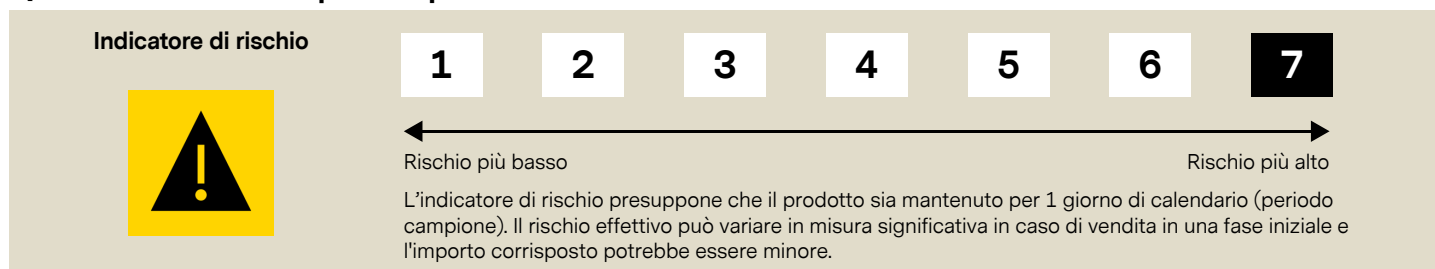 Indicatore di rischio
1 2 3 4 5 6 7
Rischio più basso
Rischio più alto
L'indicatore di rischio presuppone che il prodotto sia mantenuto per 1 giorno di calendario (periodo
campione). Il rischio effettivo può variare in misura significativa in caso di vendita in una fase iniziale e
l'importo corrisposto potrebbe essere minore.